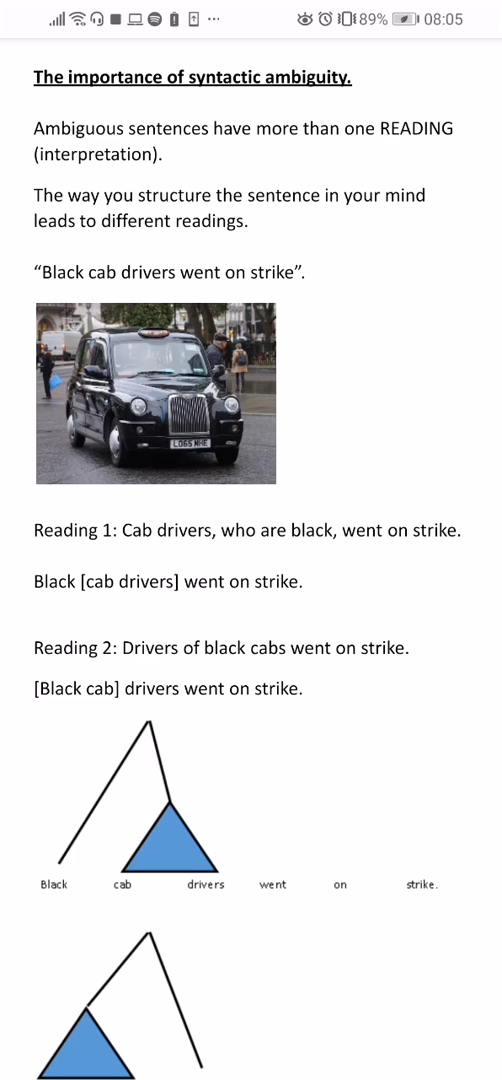 89% 08:05
The importance of syntactic ambiguity.
Ambiguous sentences have more than one READING
(interpretation).
The way you structure the sentence in your mind
leads to different readings.
“Black cab drivers went on strike”.
LO65 MHE
Reading 1: Cab drivers, who are black, went on strike.
Black [cab drivers] went on strike.
Reading 2: Drivers of black cabs went on strike.
[Black cab] drivers went on strike.
Black cab drivers went on strike.